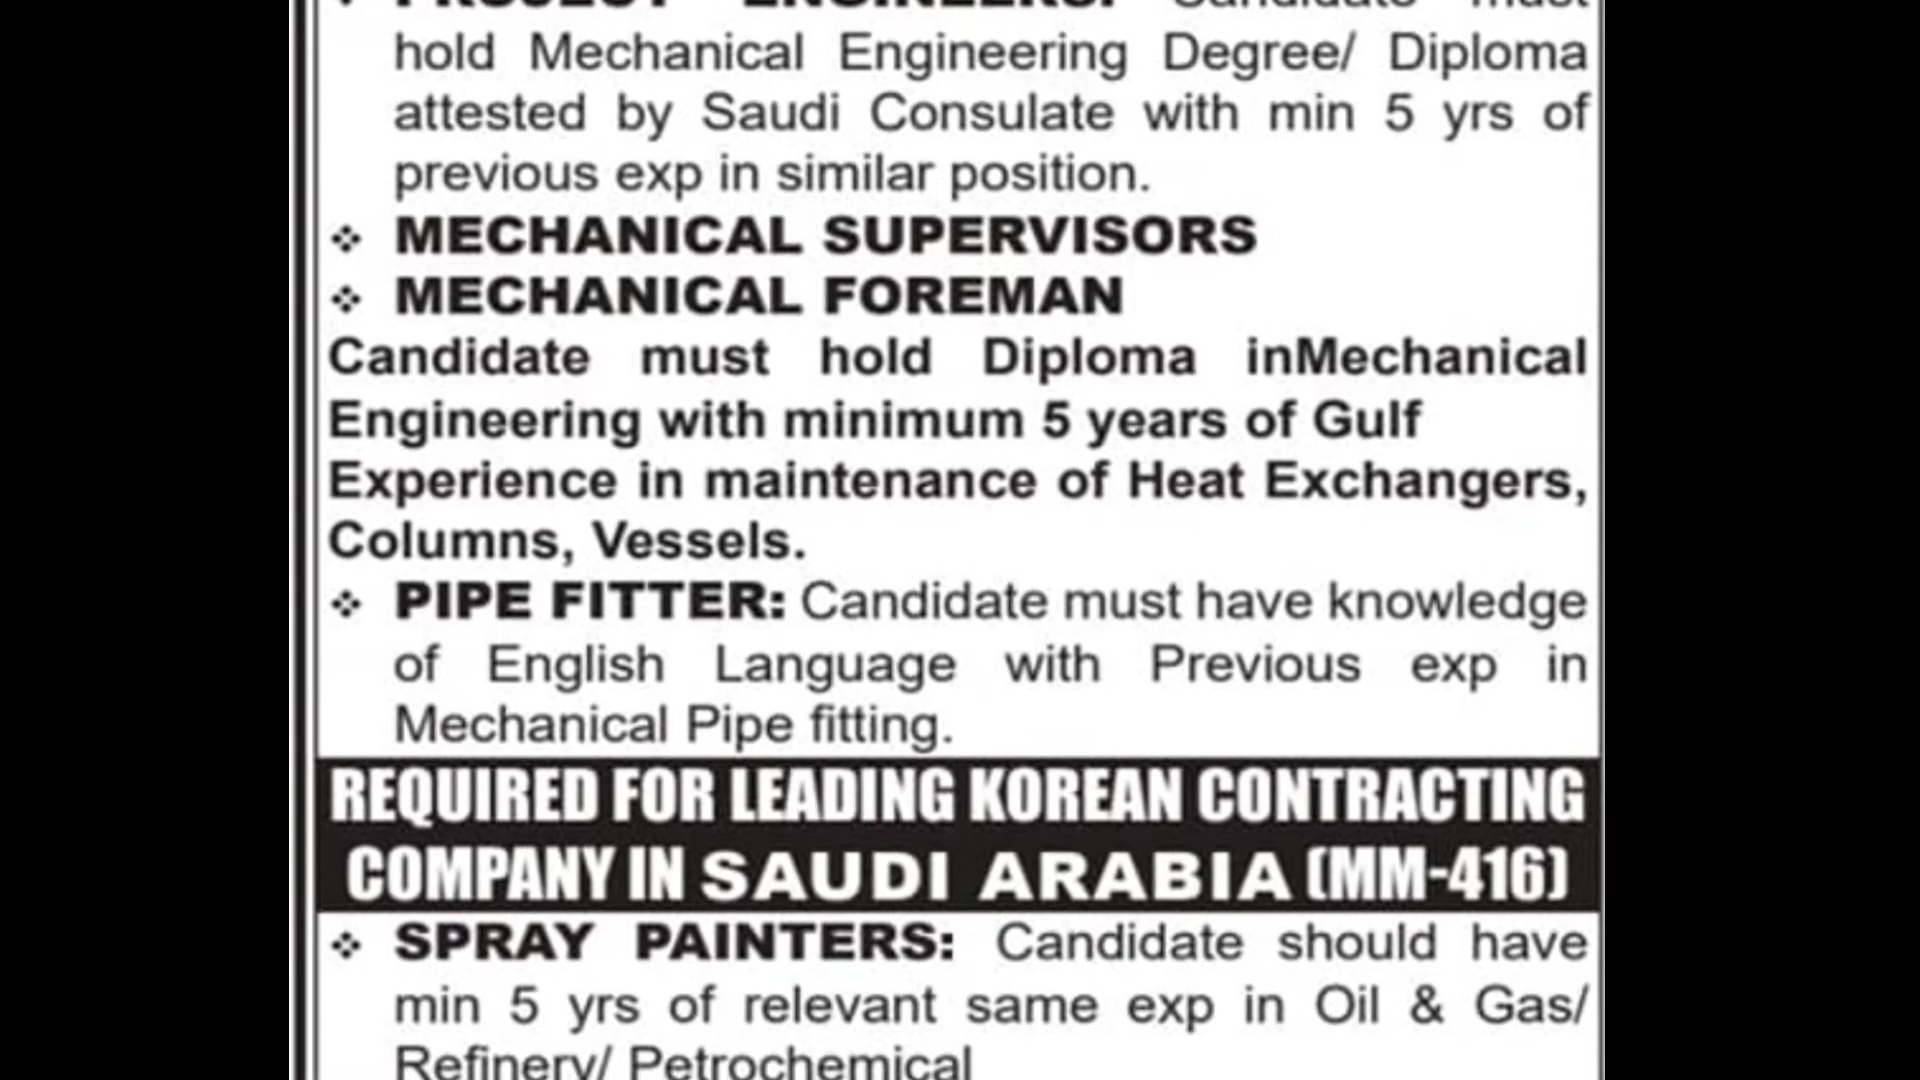 PROJECT ENGINEERS: Candidate must
hold Mechanical Engineering Degree/ Diploma
attested by Saudi Consulate with min 5 yrs of
previous exp in similar position.
❖ MECHANICAL SUPERVISORS
❖ MECHANICAL FOREMAN
Candidate must hold Diploma inMechanical
Engineering with minimum 5 years of Gulf
Experience in maintenance of Heat Exchangers,
Columns, Vessels.
❖ PIPE FITTER: Candidate must have knowledge
of English Language with Previous exp in
Mechanical Pipe fitting.
REQUIRED FOR LEADING KOREAN CONTRACTING
COMPANY IN SAUDI ARABIA (MM-416)
❖ SPRAY PAINTERS: Candidate should have
min 5 yrs of relevant same exp in Oil & Gas/
Refinery/ Petrochemical